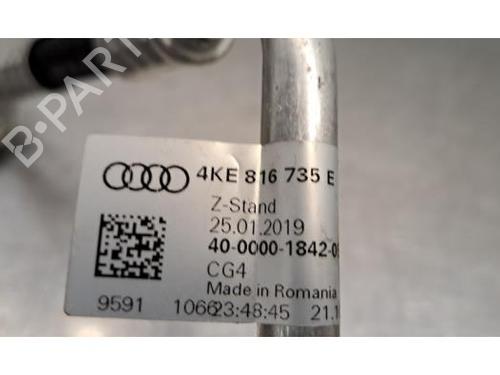 4KE 816 735 E
Z-Stand
25.01.2019
40-0000-1842-0
CG4
Made in Romania
9591 1066 23:48:45 21.1